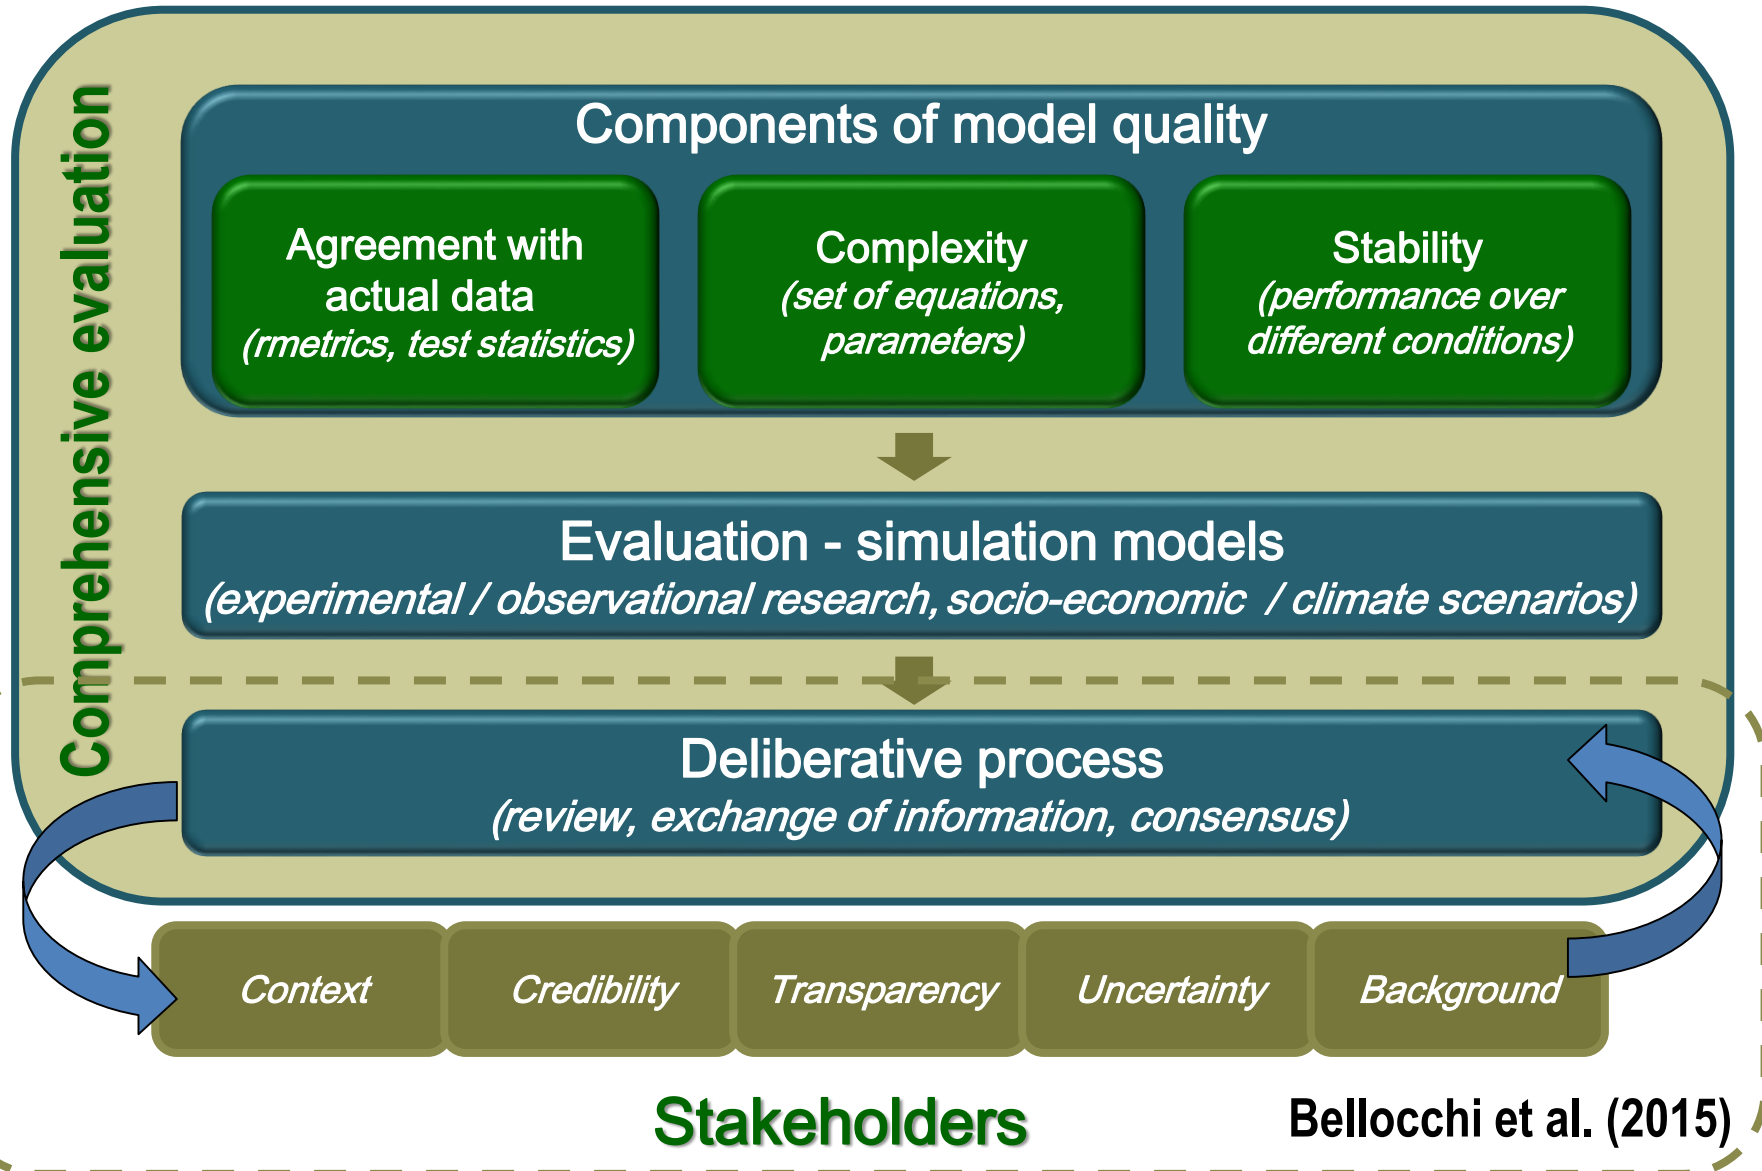 Comprehensive evaluation
Components of model quality
Agreement with
actual data
(rmetrics, test statistics)
Complexity
(set of equations,
parameters)
Stability
(performance over
different conditions)
Evaluation - simulation models
(experimental / observational research, socio-economic / climate scenarios)
Deliberative process
(review, exchange of information, consensus)
Context
Credibility
Transparency
Uncertainty
Background
Stakeholders
Bellocchi et al. (2015)